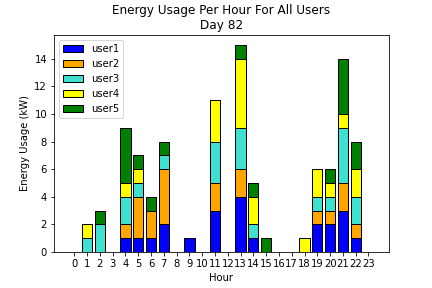 Energy Usage Per Hour For All Users
Day 82
user1
user2
user3
user4
user5
Energy Usage (kW)
14
12
10
8
6
4
2
0
0 1 2 3 4 5 6 7 8 9 10 11 12 13 14 15 16 17 18 19 20 21 22 23
Hour